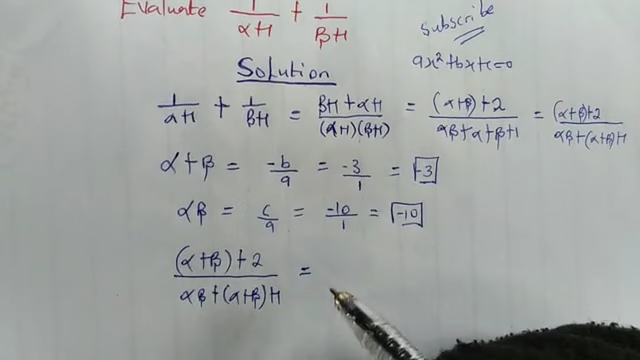 Evaluate 1/(α+1) + 1/(β+1)
subscribe
ax²+bx+c=0
Solution
1/(α+1) + 1/(β+1) = (β+1+α+1)/((α+1)(β+1)) = ((α+β)+2)/(αβ+α+β+1) = ((α+β)+2)/(αβ+(α+β)+1)
α+β = -b/a = -3/1 = -3
αβ = c/a = -10/1 = -10
((α+β)+2)/(αβ+(α+β)+1) =